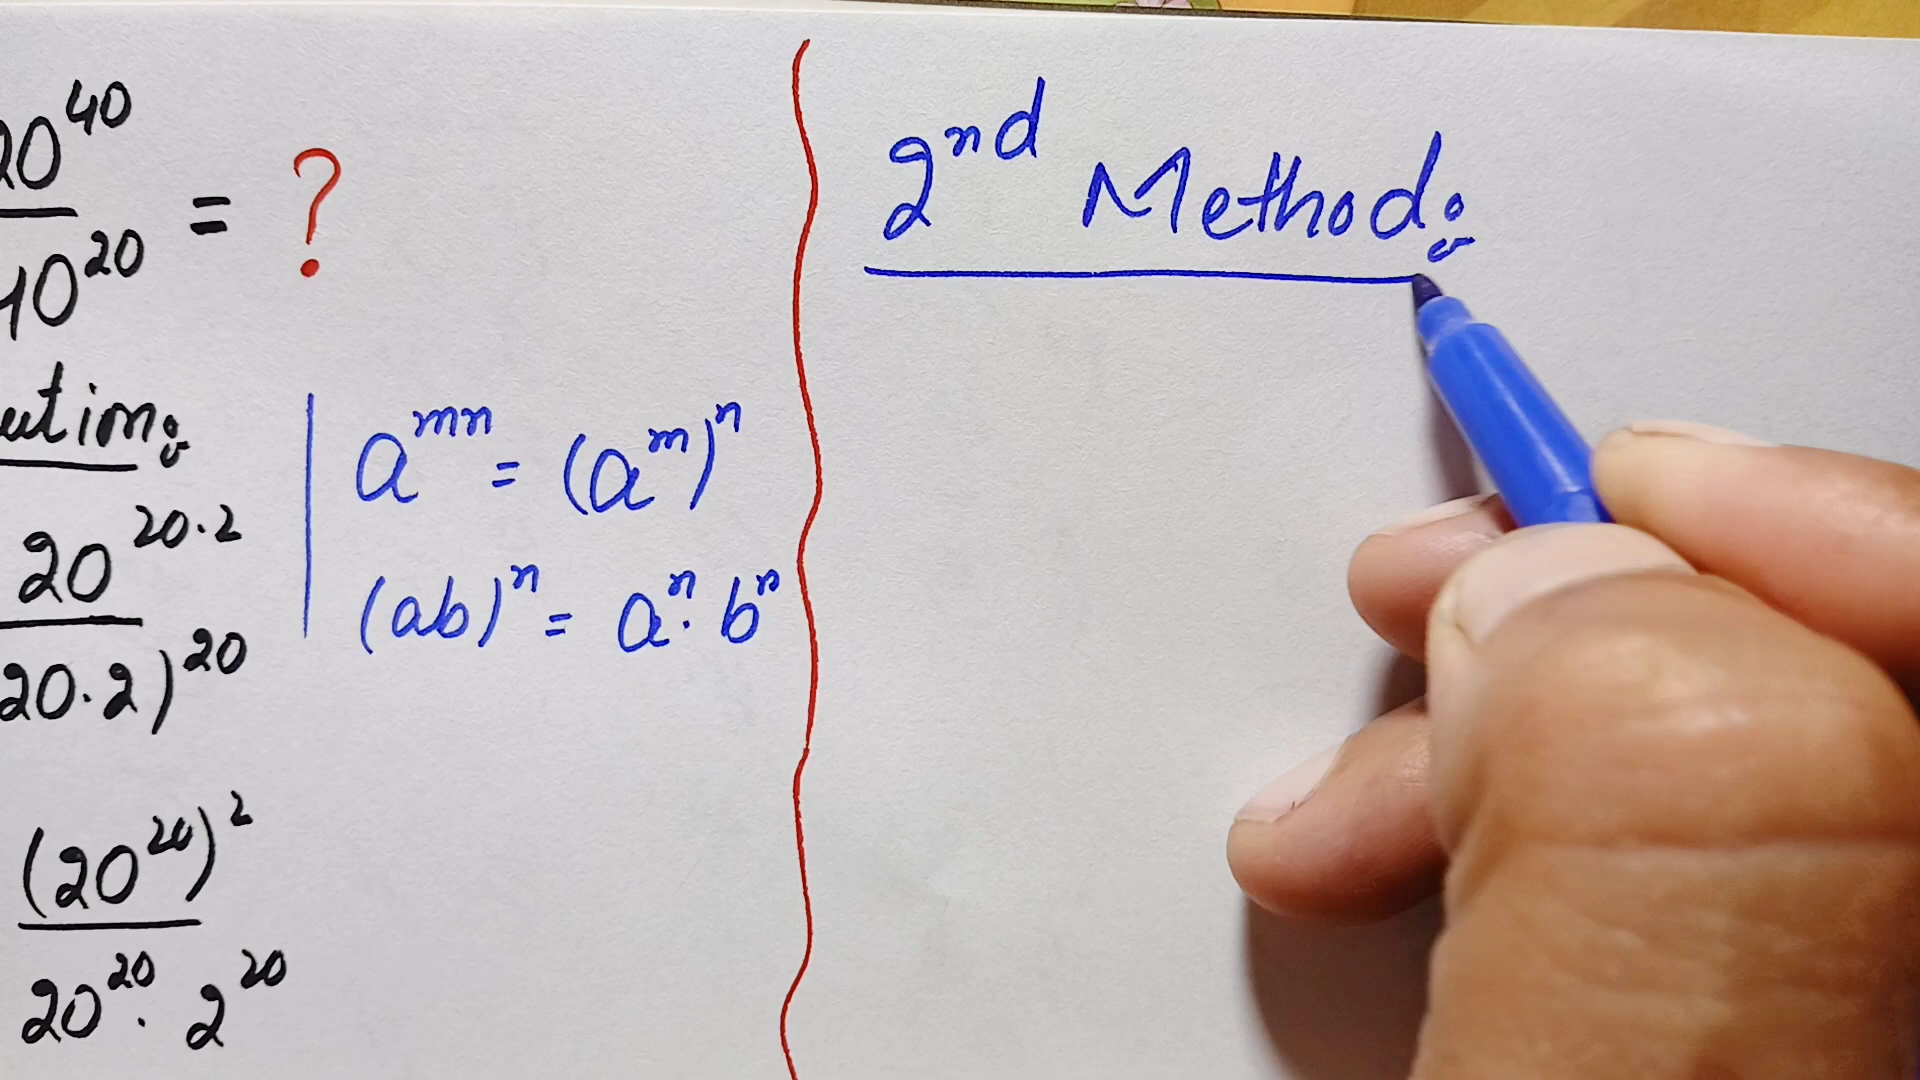 20^40
/ 40^20 = ?
ution:
20^20.2
/ 20.2)^20
(20^20)^2
/ 20^20 . 2^20
a^mn = (a^m)^n
(ab)^n = a^n . b^n
2nd Method: